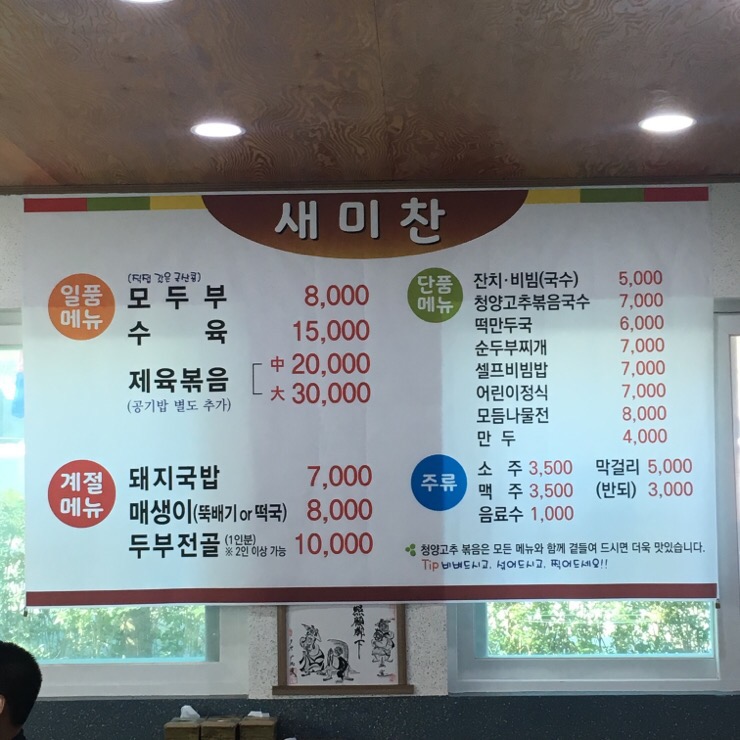 새미찬
일품
메뉴
(직접 갈은 국산콩)
모두부 8,000
수 육 15,000
제육볶음 中 20,000
大 30,000
(공기밥 별도 추가)
계절
메뉴
돼지국밥 7,000
매생이(뚝배기 or 떡국) 8,000
두부전골 (1인분) ※ 2인 이상 가능 10,000
단품
메뉴
잔치·비빔(국수) 5,000
청양고추볶음국수 7,000
떡만두국 6,000
순두부찌개 7,000
셀프비빔밥 7,000
어린이정식 7,000
모듬나물전 8,000
만 두 4,000
주류
소 주 3,500 막걸리 5,000
맥 주 3,500 (반되) 3,000
음료수 1,000
청양고추 볶음은 모든 메뉴와 함께 곁들여 드시면 더욱 맛있습니다.
Tip 비벼드시고, 섞어드시고, 찍어드세요!!
照顧脚下